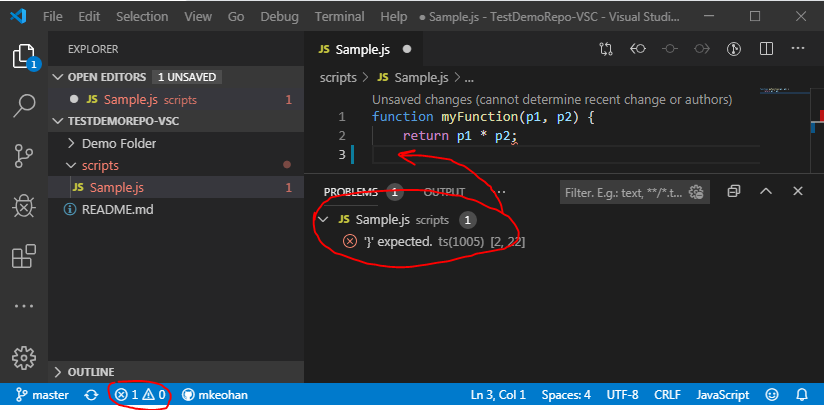 File Edit Selection View Go Debug Terminal Help ● Sample.js - TestDemoRepo-VSC - Visual Studi...
EXPLORER
OPEN EDITORS 1 UNSAVED
JS Sample.js scripts 1
TESTDEMOREPO-VSC
Demo Folder
scripts
JS Sample.js 1
README.md
OUTLINE
1
JS Sample.js ●
scripts > JS Sample.js > ...
Unsaved changes (cannot determine recent change or authors)
1 function myFunction(p1, p2) {
2 return p1 * p2;
3
PROBLEMS 1 OUTPUT ... Filter. E.g.: text, **/*.t...
JS Sample.js scripts 1
'}' expected. ts(1005) [2, 22]
master 1 0 mkeohan Ln 3, Col 1 Spaces: 4 UTF-8 CRLF JavaScript